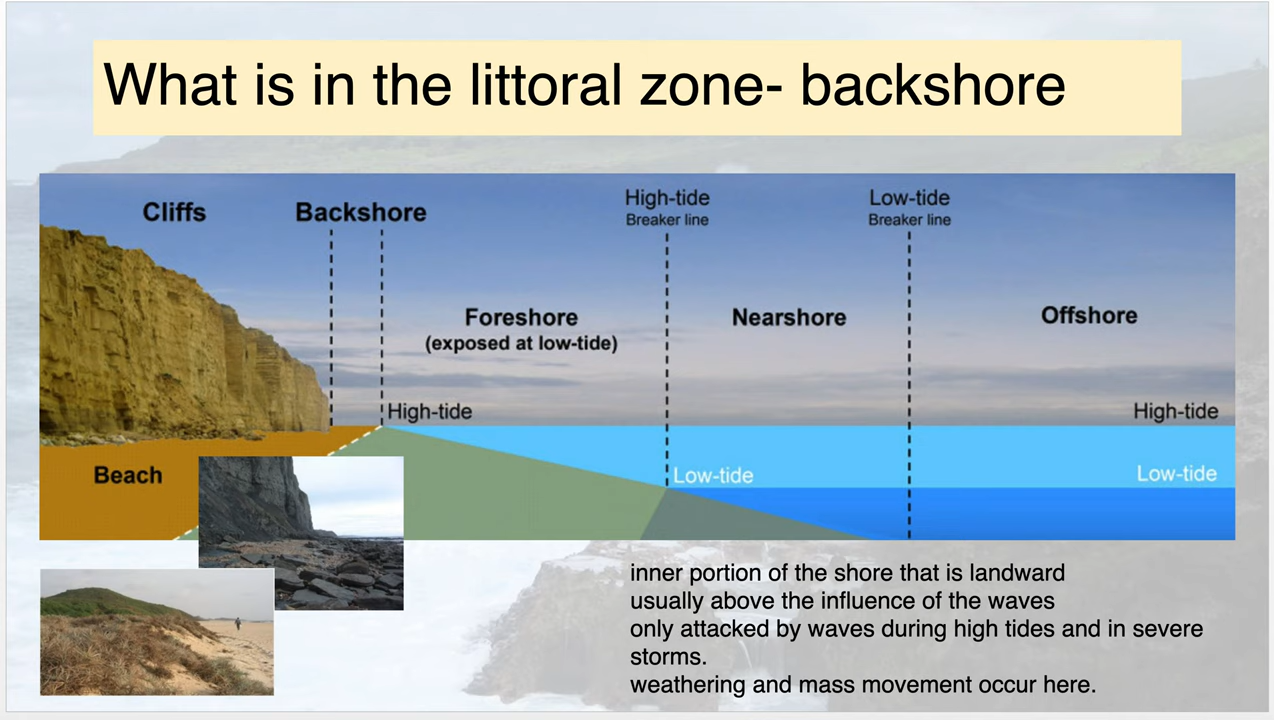 What is in the littoral zone- backshore
Cliffs
Backshore
High-tide
Breaker line
Low-tide
Breaker line
Foreshore
(exposed at low-tide)
Nearshore
Offshore
High-tide
High-tide
Beach
Low-tide
Low-tide
inner portion of the shore that is landward
usually above the influence of the waves
only attacked by waves during high tides and in severe
storms.
weathering and mass movement occur here.